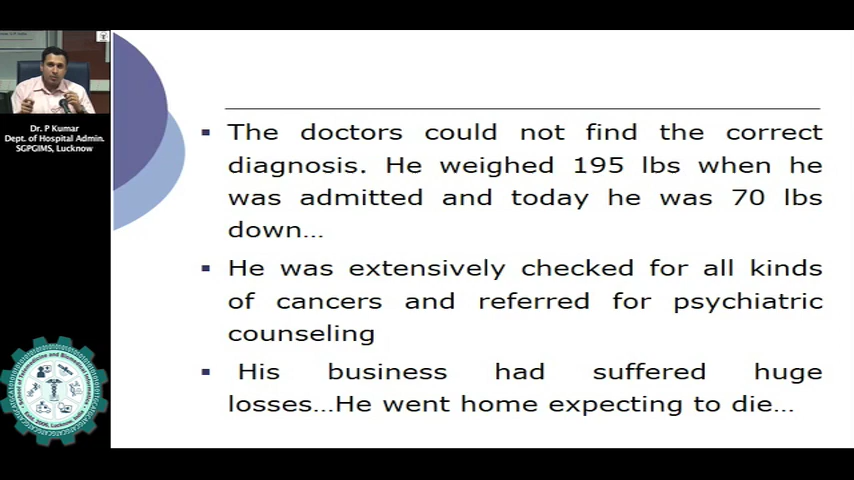 Dr. P Kumar
Dept. of Hospital Admin.
SGPGIMS, Lucknow
The doctors could not find the correct
diagnosis. He weighed 195 lbs when he
was admitted and today he was 70 lbs
down...
He was extensively checked for all kinds
of cancers and referred for psychiatric
counseling
His business had suffered huge
losses...He went home expecting to die...